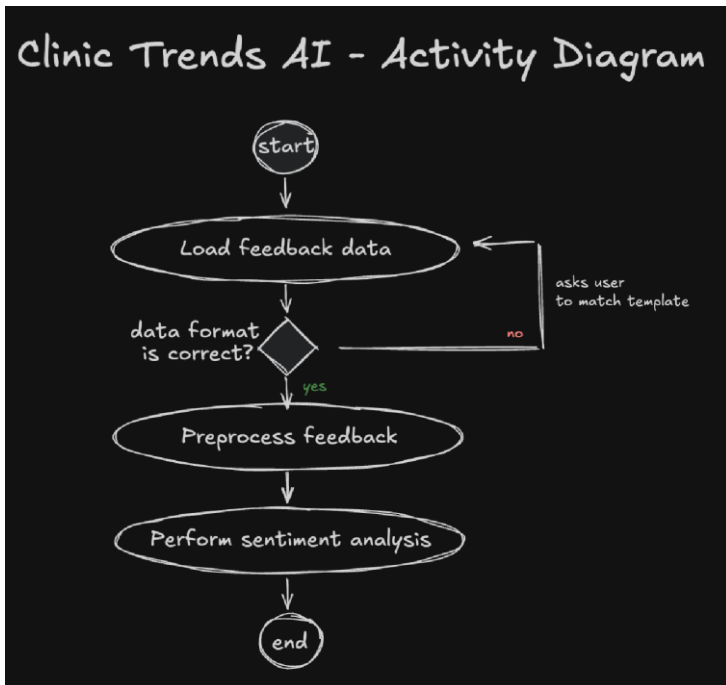 Clinic Trends AI - Activity Diagram
start
Load feedback data
asks user
to match template
data format
is correct?
no
yes
Preprocess feedback
Perform sentiment analysis
end